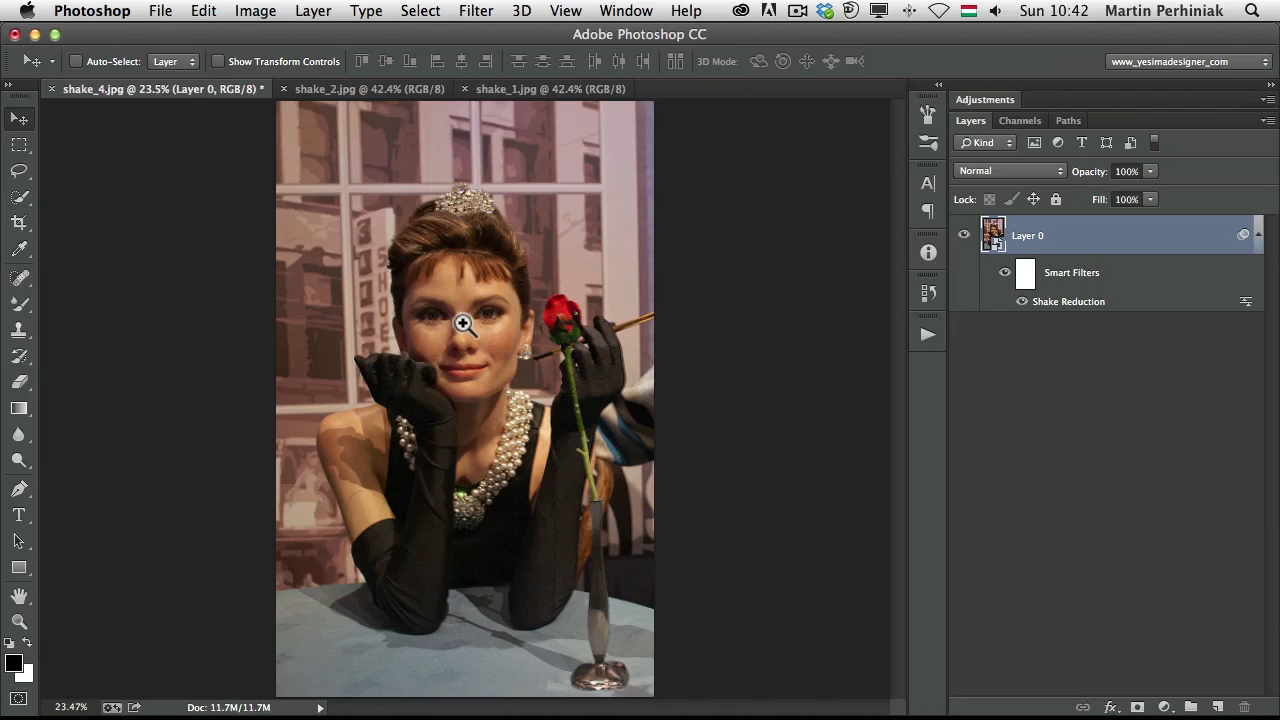 Photoshop File Edit Image Layer Type Select Filter 3D View Window Help Sun 10:42 Martin Perhiniak
Adobe Photoshop CC
Auto-Select: Layer Show Transform Controls 3D Mode: www_yesimadesigner_com
shake_4.jpg @ 23.5% (Layer 0, RGB/8) * shake_2.jpg @ 42.4% (RGB/8) shake_1.jpg @ 42.4% (RGB/8)
Adjustments
Layers Channels Paths
Kind
Normal Opacity: 100%
Lock: Fill: 100%
Layer 0
Smart Filters
Shake Reduction
SHOES
23.47% Doc: 11.7M/11.7M